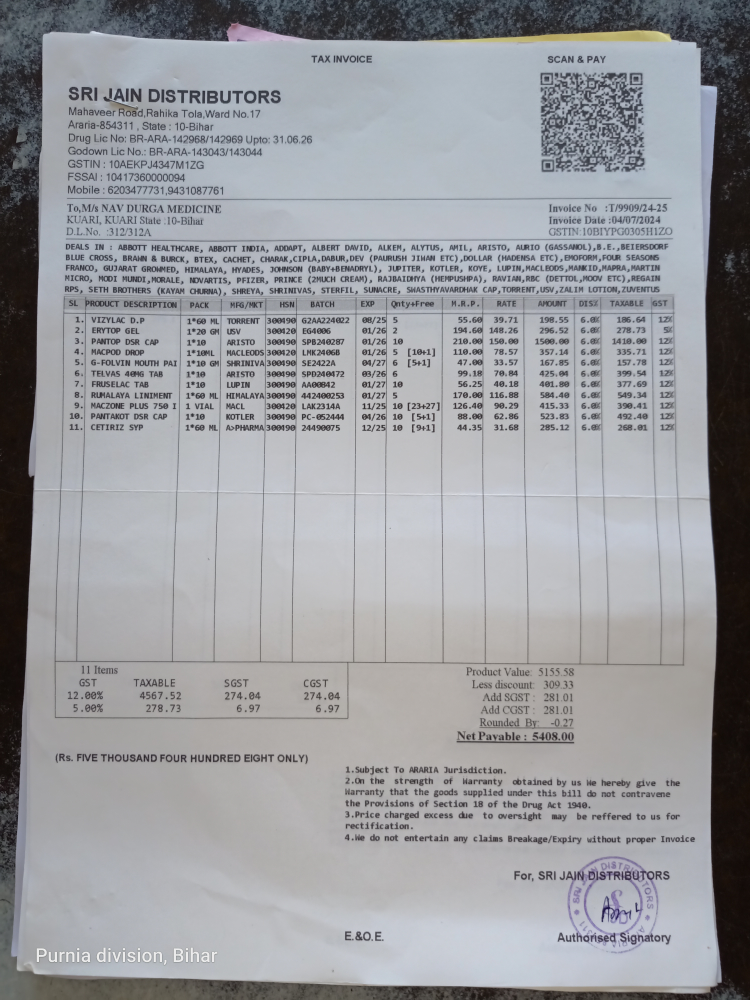 TAX INVOICE
SCAN & PAY
SRI JAIN DISTRIBUTORS
Mahaveer Road,Rahika Tola,Ward No.17
Araria-854311 , State : 10-Bihar
Drug Lic No: BR-ARA-142968/142969 Upto: 31.06.26
Godown Lic No.: BR-ARA-143043/143044
GSTIN : 10AEKPJ4347M1ZG
FSSAI : 10417360000094
Mobile : 6203477731,9431087761
To,M/s NAV DURGA MEDICINE
KUARI, KUARI State :10-Bihar
D.L.No. :312/312A
Invoice No :T/9909/24-25
Invoice Date :04/07/2024
GSTIN:10BIYPG0305H1ZO
DEALS IN : ABBOTT HEALTHCARE, ABBOTT INDIA, ADDAPT, ALBERT DAVID, ALKEM, ALYTUS, AMIL, ARISTO, AURIO (GASSANOL),B.E.,BEIERSDORF
BLUE CROSS, BRAHN & BURCK, BTEX, CACHET, CHARAK,CIPLA,DABUR,DEV (PAURUSH JIWAN ETC),DOLLAR (HADENSA ETC),EMOFORM,FOUR SEASONS
FRANCO, GUJARAT GROWMED, HIMALAYA, HYADES, JOHNSON (BABY+BENADRYL), JUPITER, KOTLER, KOYE, LUPIN,MACLEODS,MANKID,MAPRA,MARTIN
MICRO, MODI MUNDI,MORALE, NOVARTIS, PFIZER, PRINCE (2MUCH CREAM), RAJBAIDHYA (HEMPUSHPA), RAVIAN,RBC (DETTOL,MOOV ETC),REGAIN
RPS, SETH BROTHERS (KAYAM CHURNA), SHREYA, SHRINIVAS, STERFIL, SUNACRE, SWASTHYAVARDHAK CAP,TORRENT,USV,ZALIM LOTION,ZUVENTUS
SL PRODUCT DESCRIPTION PACK MFG/MKT HSN BATCH EXP Qnty+Free M.R.P. RATE AMOUNT DIS% TAXABLE GST
1. VIZYLAC D.P 1*60 ML TORRENT 300490 G2AA224022 08/25 5 55.60 39.71 198.55 6.0% 186.64 12%
2. ERYTOP GEL 1*20 GM USV 300420 EG4006 01/26 2 194.60 148.26 296.52 6.0% 278.73 5%
3. PANTOP DSR CAP 1*10 ARISTO 300490 SPB240287 01/26 10 210.00 150.00 1500.00 6.0% 1410.00 12%
4. MACPOD DROP 1*10ML MACLEODS 300420 LMK2406B 01/26 5 [10+1] 110.00 78.57 357.14 6.0% 335.71 12%
5. G-FOLVIN MOUTH PAI 1*10 GM SHRINIVA 300490 SE2422A 04/27 6 [5+1] 47.00 33.57 167.85 6.0% 157.78 12%
6. TELVAS 40MG TAB 1*10 ARISTO 300490 SPD240472 03/26 6 99.18 70.84 425.04 6.0% 399.54 12%
7. FRUSELAC TAB 1*10 LUPIN 300490 AA00842 01/27 10 56.25 40.18 401.80 6.0% 377.69 12%
8. RUMALAYA LINIMENT 1*60 ML HIMALAYA 300490 442400253 01/27 5 170.00 116.88 584.40 6.0% 549.34 12%
9. MACZONE PLUS 750 I 1 VIAL MACL 300420 LAK2314A 11/25 10 [23+27] 126.40 90.29 415.33 6.0% 390.41 12%
10. PANTAKOT DSR CAP 1*10 KOTLER 300490 PC-052444 04/26 10 [5+1] 88.00 62.86 523.83 6.0% 492.40 12%
11. CETIRIZ SYP 1*60 ML A>PHARMA 300490 24490075 12/25 10 [9+1] 44.35 31.68 285.12 6.0% 268.01 12%
11 Items
GST TAXABLE SGST CGST
12.00% 4567.52 274.04 274.04
5.00% 278.73 6.97 6.97
Product Value: 5155.58
Less discount: 309.33
Add SGST : 281.01
Add CGST : 281.01
Rounded By: -0.27
Net Payable : 5408.00
(Rs. FIVE THOUSAND FOUR HUNDRED EIGHT ONLY)
1.Subject To ARARIA Jurisdiction.
2.On the strength of Warranty obtained by us We hereby give the
Warranty that the goods supplied under this bill do not contravene
the Provisions of Section 18 of the Drug Act 1940.
3.Price charged excess due to oversight may be reffered to us for
rectification.
4.We do not entertain any claims Breakage/Expiry without proper Invoice
For, SRI JAIN DISTRIBUTORS
SRI JAIN DISTRIBUTORS
E.&O.E.
Authorised Signatory
Purnia division, Bihar